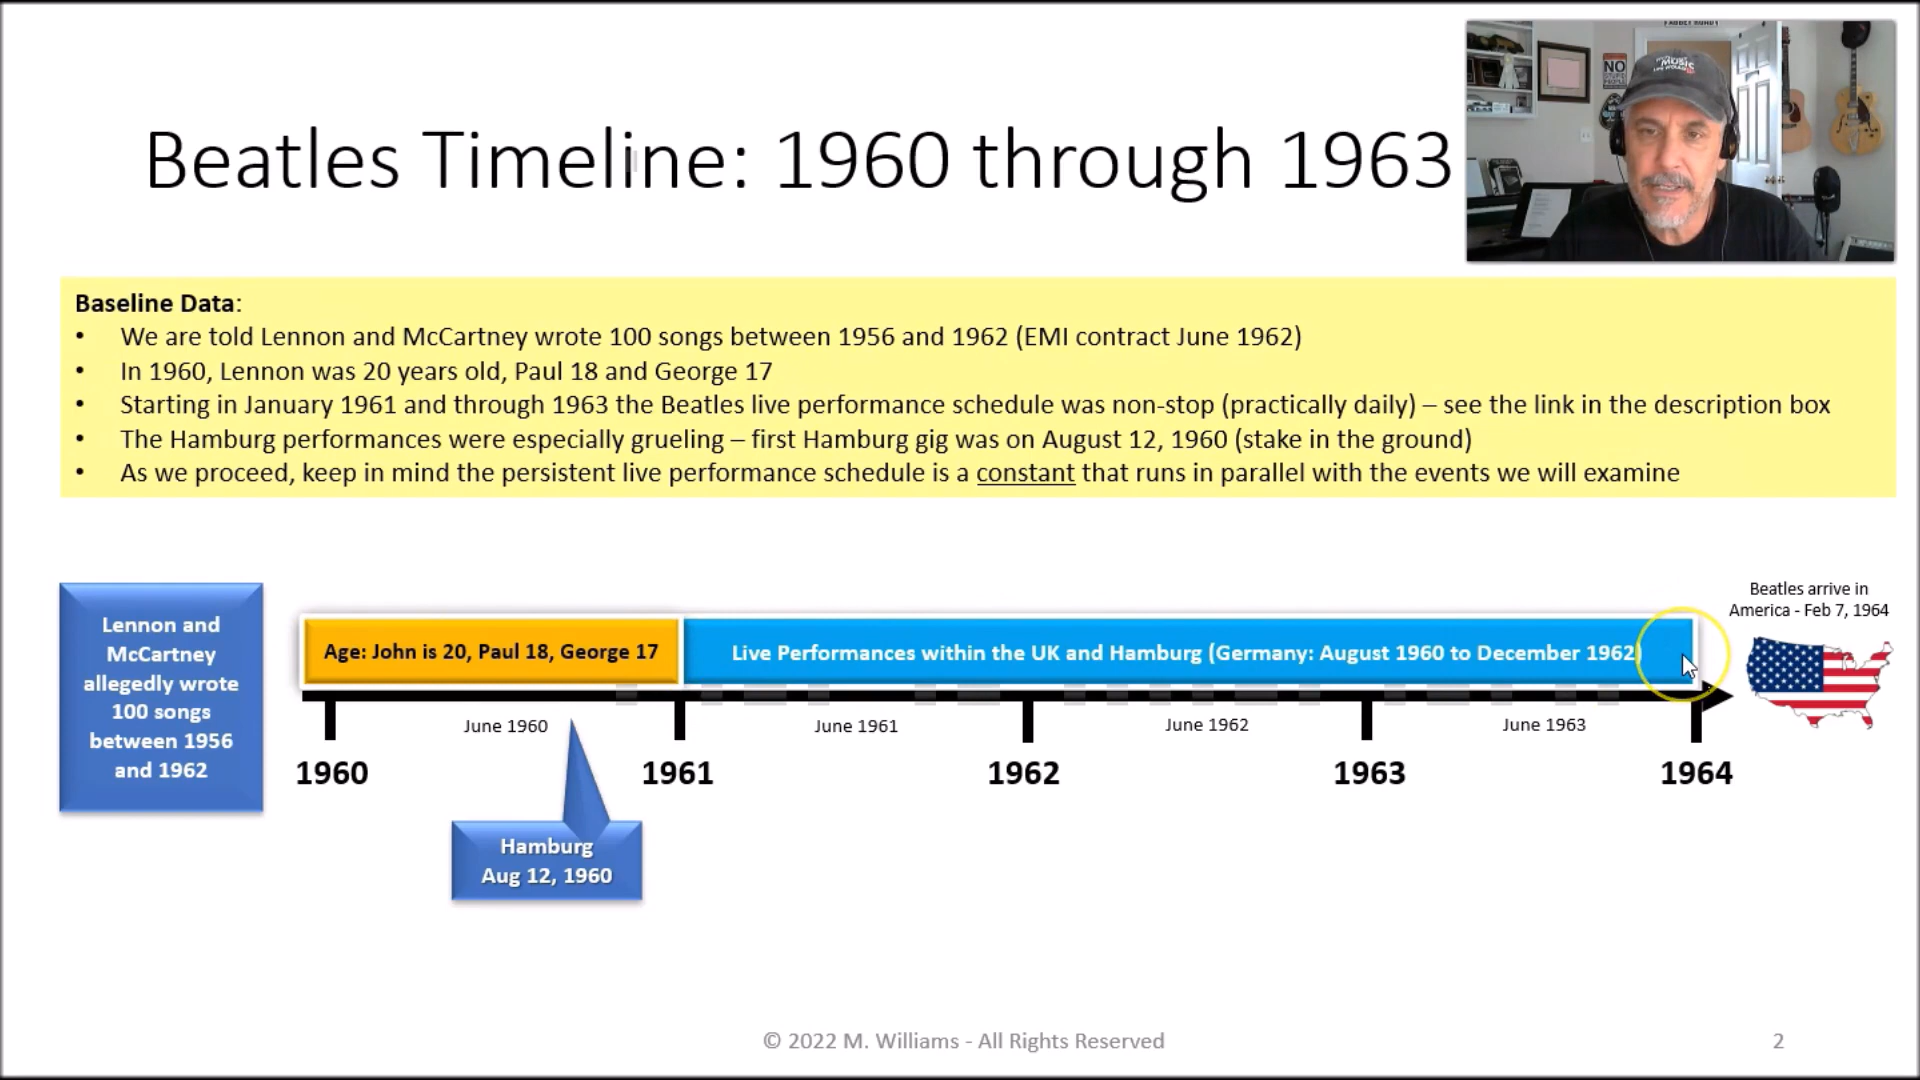 Beatles Timeline: 1960 through 1963
NO
STUPID
PEOPLE
MUSIC
Baseline Data:
• We are told Lennon and McCartney wrote 100 songs between 1956 and 1962 (EMI contract June 1962)
• In 1960, Lennon was 20 years old, Paul 18 and George 17
• Starting in January 1961 and through 1963 the Beatles live performance schedule was non-stop (practically daily) – see the link in the description box
• The Hamburg performances were especially grueling – first Hamburg gig was on August 12, 1960 (stake in the ground)
• As we proceed, keep in mind the persistent live performance schedule is a constant that runs in parallel with the events we will examine
Lennon and
McCartney
allegedly wrote
100 songs
between 1956
and 1962
Age: John is 20, Paul 18, George 17
Live Performances within the UK and Hamburg (Germany: August 1960 to December 1962)
Beatles arrive in
America - Feb 7, 1964
June 1960
June 1961
June 1962
June 1963
1960
1961
1962
1963
1964
Hamburg
Aug 12, 1960
© 2022 M. Williams - All Rights Reserved
2